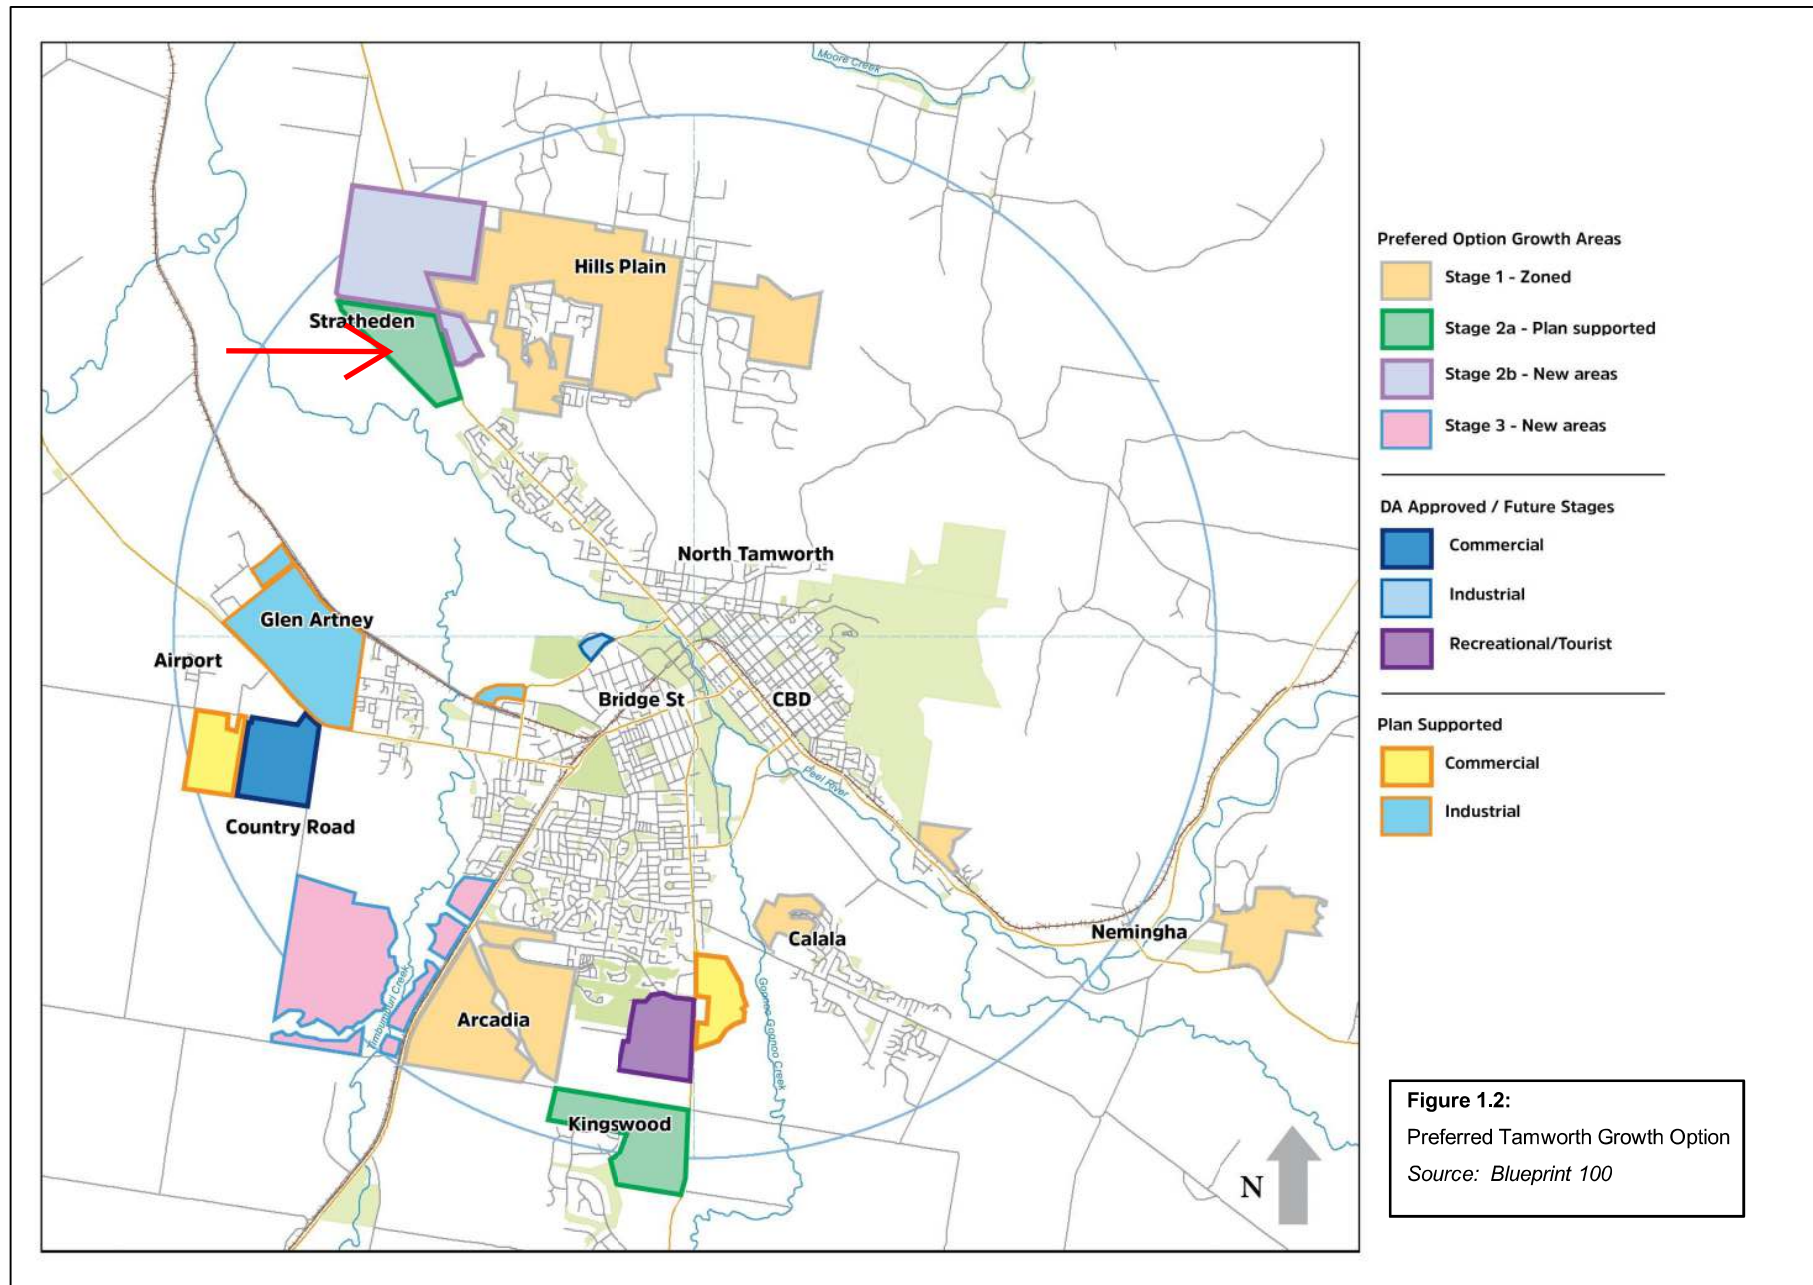 Moore Creek
Hills Plain
Stratheden
North Tamworth
Glen Artney
Airport
Bridge St
CBD
Peel River
Country Road
Calala
Nemingha
Timbumburi Creek
Goonoo Goonoo Creek
Arcadia
Kingswood
N
Prefered Option Growth Areas
Stage 1 - Zoned
Stage 2a - Plan supported
Stage 2b - New areas
Stage 3 - New areas
DA Approved / Future Stages
Commercial
Industrial
Recreational/Tourist
Plan Supported
Commercial
Industrial
Figure 1.2:
Preferred Tamworth Growth Option
Source: Blueprint 100